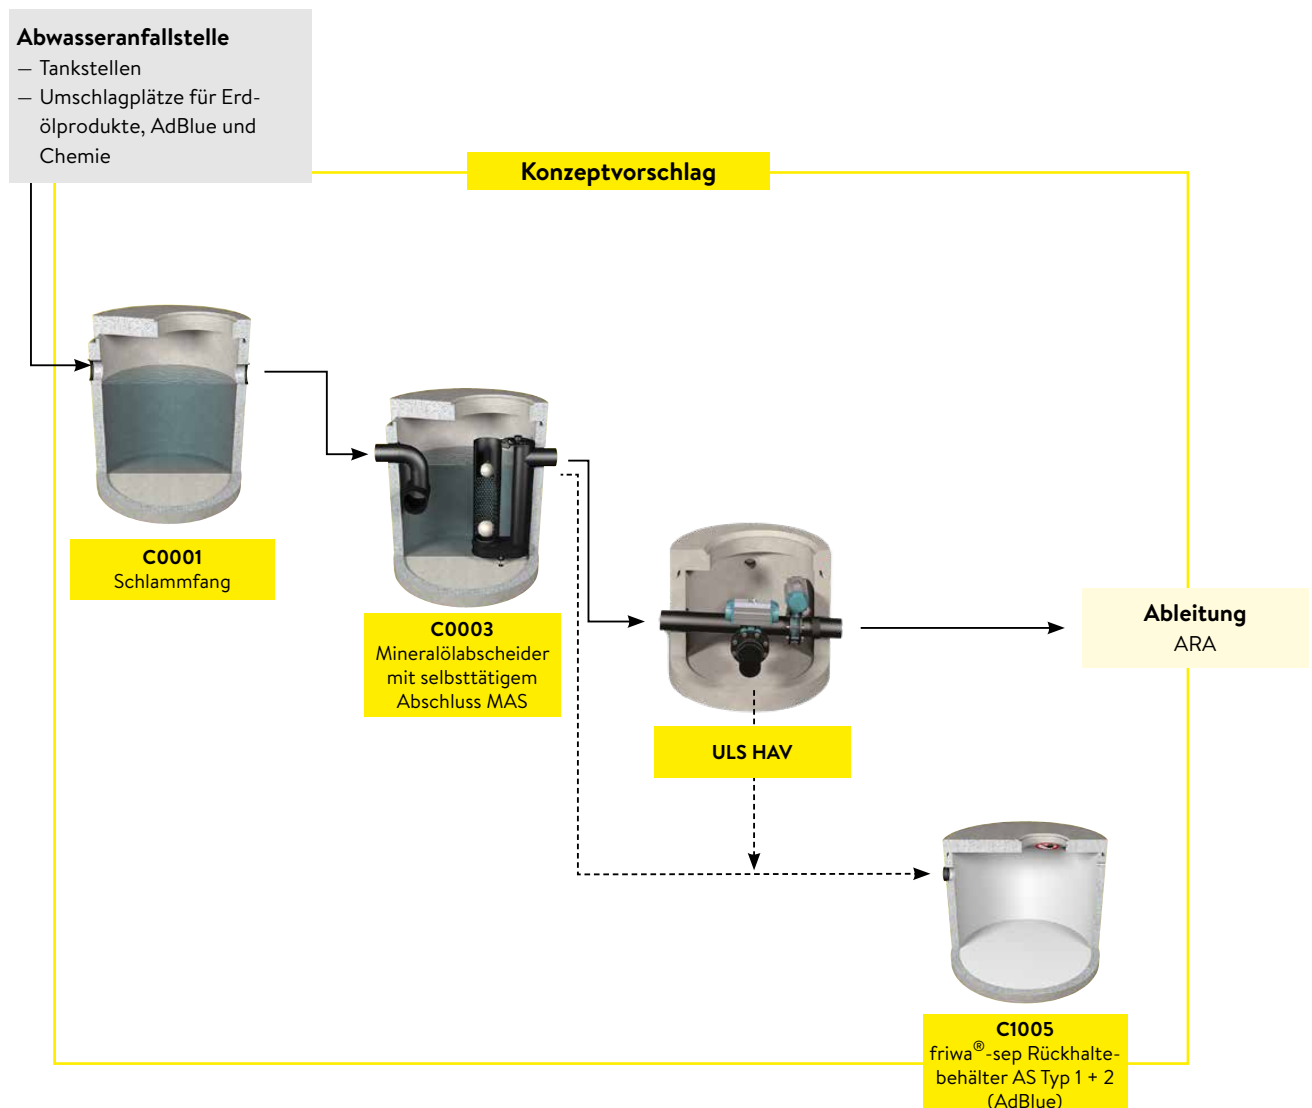 Abwasseranfallstelle
– Tankstellen
– Umschlagplätze für Erd-
ölprodukte, AdBlue und
Chemie
Konzeptvorschlag
C0001
Schlammfang
C0003
Mineralölabscheider
mit selbsttätigem
Abschluss MAS
ULS HAV
Ableitung
ARA
C1005
friwa®-sep Rückhalte-
behälter AS Typ 1 + 2
(AdBlue)